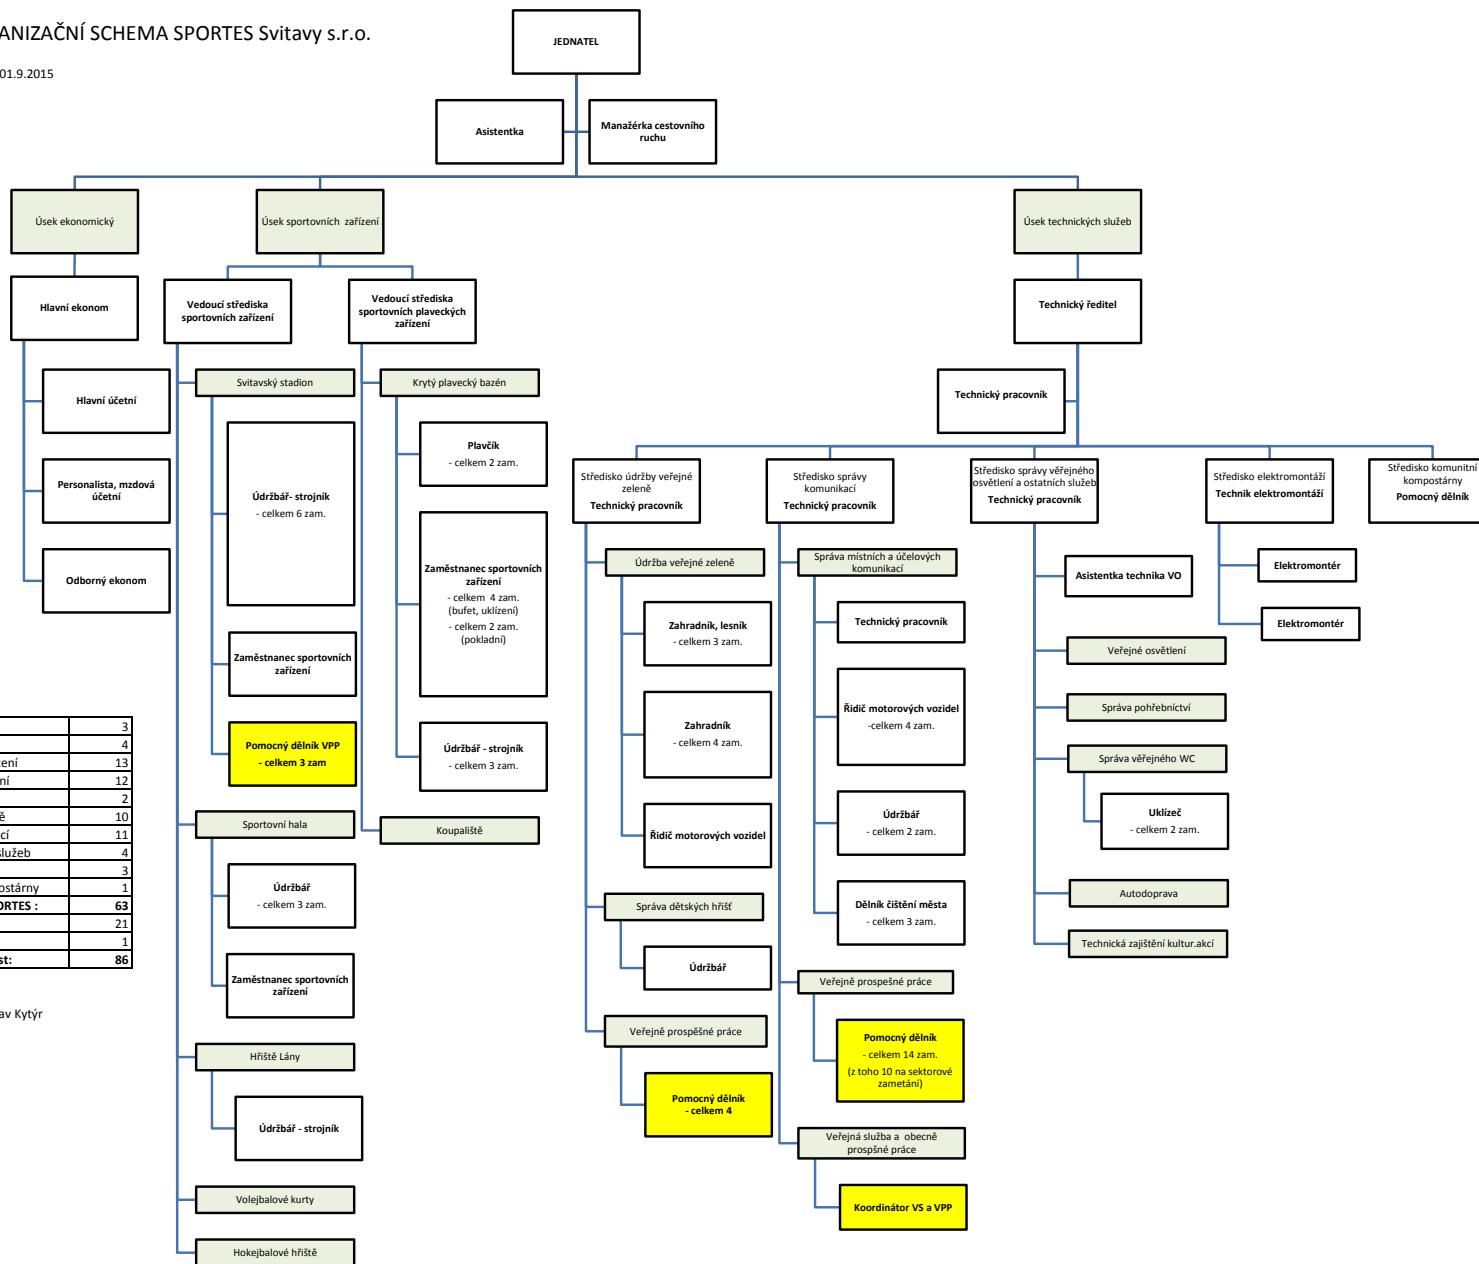 ANIZAČNÍ SCHEMA SPORTES Svitavy s.r.o.
01.9.2015
JEDNATEL
Asistentka
Manažérka cestovního
ruchu
Úsek ekonomický
Úsek sportovních zařízení
Úsek technických služeb
Hlavní ekonom
Vedoucí střediska
sportovních zařízení
Vedoucí střediska
sportovních plaveckých
zařízení
Technický ředitel
Hlavní účetní
Personalista, mzdová
účetní
Odborný ekonom
Svitavský stadion
Údržbář- strojník
- celkem 6 zam.
Zaměstnanec sportovních
zařízení
Pomocný dělník VPP
- celkem 3 zam
Sportovní hala
Údržbář
- celkem 3 zam.
Zaměstnanec sportovních
zařízení
Hřiště Lány
Údržbář - strojník
Volejbalové kurty
Hokejbalové hřiště
Krytý plavecký bazén
Plavčík
- celkem 2 zam.
Zaměstnanec sportovních
zařízení
- celkem 4 zam.
(bufet, uklízení)
- celkem 2 zam.
(pokladní)
Údržbář - strojník
- celkem 3 zam.
Koupaliště
Technický pracovník
Středisko údržby veřejné
zeleně
Technický pracovník
Údržba veřejné zeleně
Zahradník, lesník
- celkem 3 zam.
Zahradník
- celkem 4 zam.
Řidič motorových vozidel
Správa dětských hřišť
Údržbář
Veřejně prospěšné práce
Pomocný dělník
- celkem 4
Středisko správy
komunikací
Technický pracovník
Správa místních a účelových
komunikací
Technický pracovník
Řidič motorových vozidel
-celkem 4 zam.
Údržbář
- celkem 2 zam.
Dělník čištění města
- celkem 3 zam.
Veřejně prospešné práce
Pomocný dělník
- celkem 14 zam.
(z toho 10 na sektorové
zametání)
Veřejná služba a obecně
prospšné práce
Koordinátor VS a VPP
Středisko správy věřejného
osvětlení a ostatních služeb
Technický pracovník
Asistentka technika VO
Veřejné osvětlení
Správa pohřebníctví
Správa věřejného WC
Uklízeč
- celkem 2 zam.
Autodoprava
Technická zajištění kultur.akcí
Středisko elektromontáží
Technik elektromontáží
Elektromontér
Elektromontér
Středisko komunitní
kompostárny
Pomocný dělník
3
4
zení 13
ní 12
2
ě 10
cí 11
služeb 4
3
ostárny 1
ORTES : 63
21
1
st: 86
av Kytýr